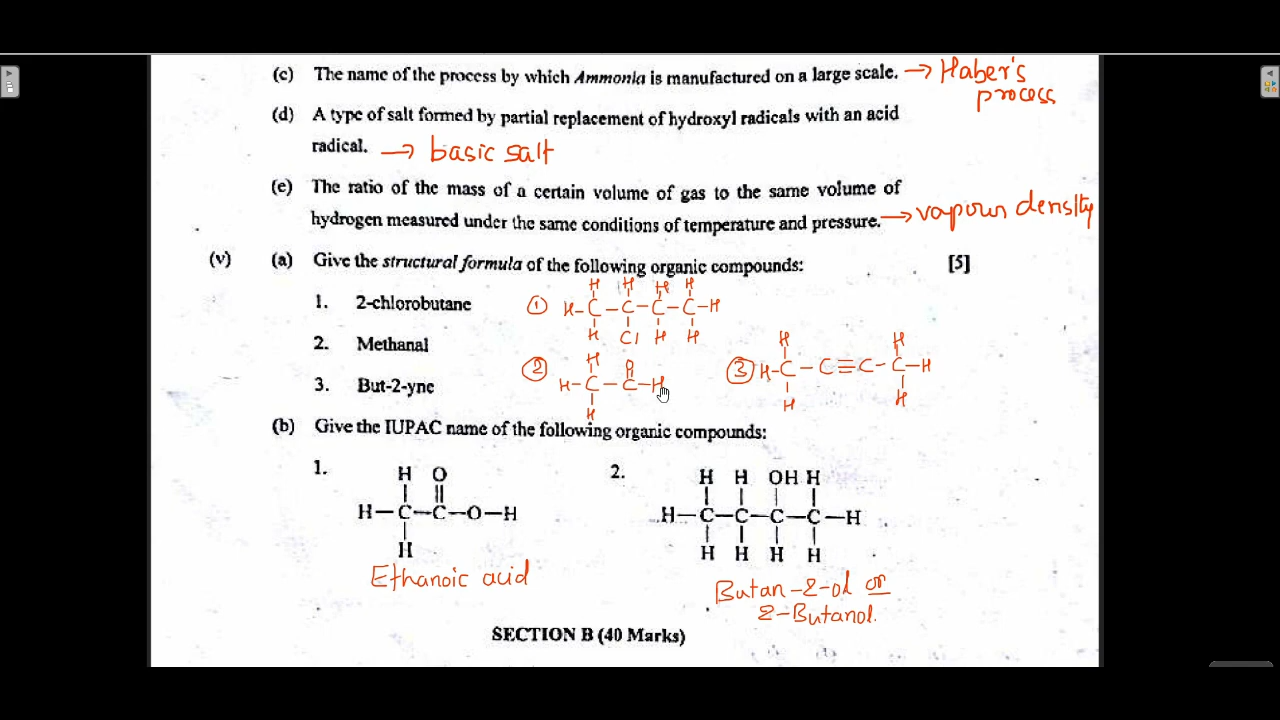 (c) The name of the process by which Ammonia is manufactured on a large scale. → Haber's
process
(d) A type of salt formed by partial replacement of hydroxyl radicals with an acid
radical. → basic salt
(e) The ratio of the mass of a certain volume of gas to the same volume of
hydrogen measured under the same conditions of temperature and pressure. → vapour density
(v) (a) Give the structural formula of the following organic compounds: [5]
H H H H
1. 2-chlorobutane ① H-C-C-C-C-H
H Cl H H
2. Methanal
H O
② H-C-C-H
H
H H
③ H-C-C≡C-C-H
H H
3. But-2-yne
(b) Give the IUPAC name of the following organic compounds:
1.
H O
H-C-C-O-H
H
Ethanoic acid
2.
H H OH H
H-C-C-C-C-H
H H H H
Butan-2-ol or
2-Butanol.
SECTION B (40 Marks)